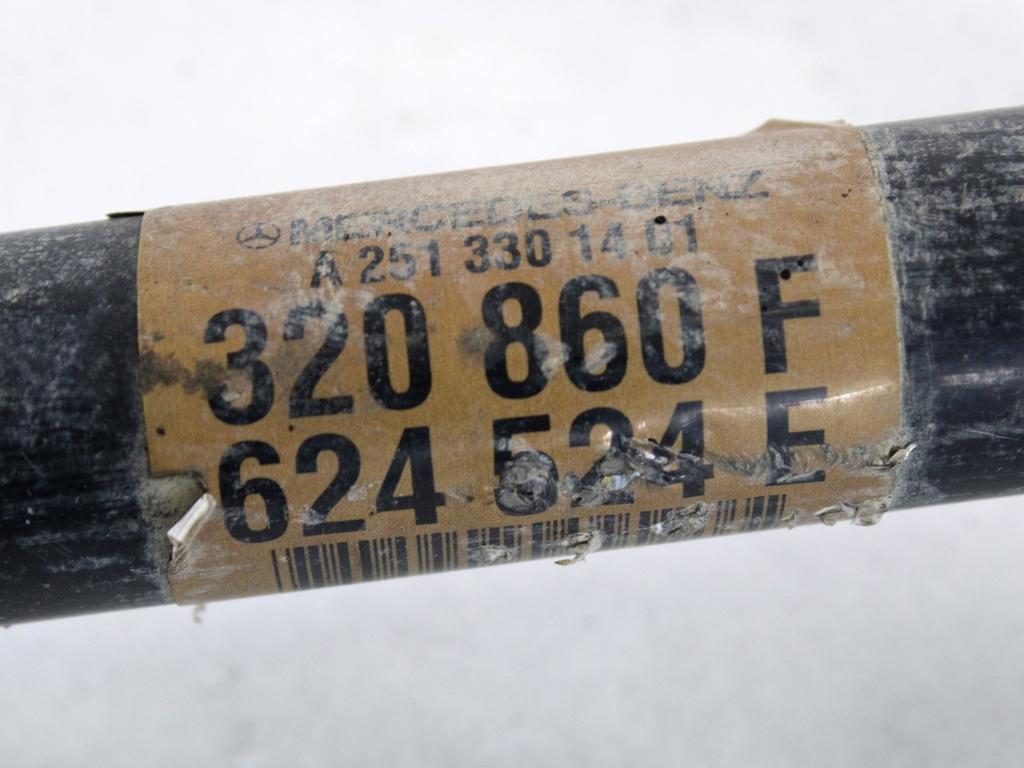 MERCEDES-BENZ
A 251 330 14 01
320 860 F
624 524 E